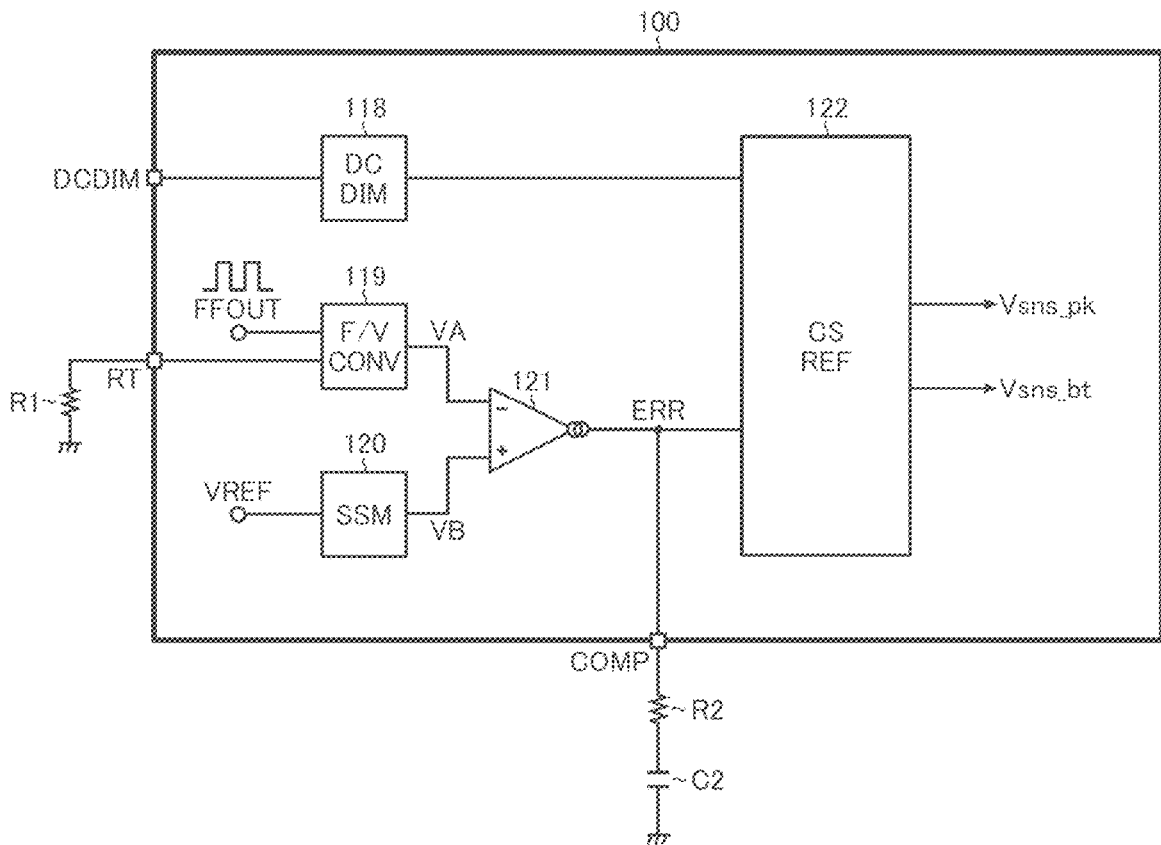 100
118
122
DCDIM
DC
DIM
FFOUT
119
F/V
CONV
VA
RT
R1
121
-
+
ERR
CS
REF
Vsns_pk
Vsns_bt
120
VREF
SSM
VB
COMP
R2
C2